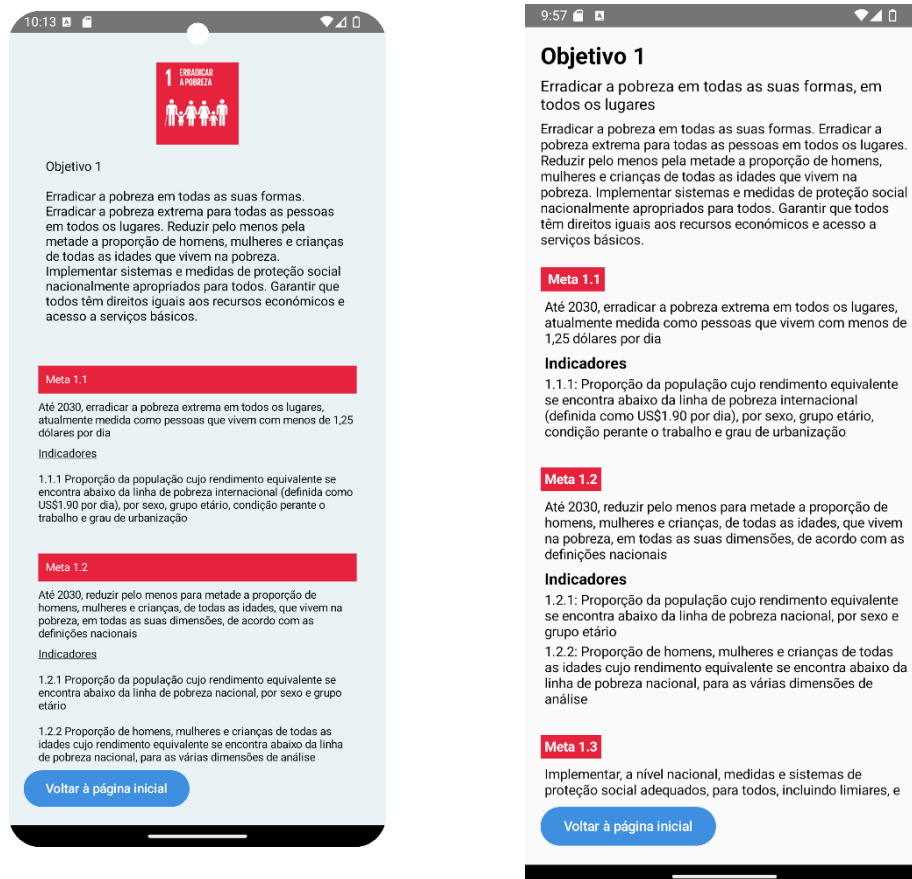 10:13
1 ERRADICAR
A POBREZA
Objetivo 1
Erradicar a pobreza em todas as suas formas.
Erradicar a pobreza extrema para todas as pessoas
em todos os lugares. Reduzir pelo menos pela
metade a proporção de homens, mulheres e crianças
de todas as idades que vivem na pobreza.
Implementar sistemas e medidas de proteção social
nacionalmente apropriados para todos. Garantir que
todos têm direitos iguais aos recursos económicos e
acesso a serviços básicos.
Meta 1.1
Até 2030, erradicar a pobreza extrema em todos os lugares,
atualmente medida como pessoas que vivem com menos de 1,25
dólares por dia
Indicadores
1.1.1 Proporção da população cujo rendimento equivalente se
encontra abaixo da linha de pobreza internacional (definida como
US$1.90 por dia), por sexo, grupo etário, condição perante o
trabalho e grau de urbanização
Meta 1.2
Até 2030, reduzir pelo menos para metade a proporção de
homens, mulheres e crianças, de todas as idades, que vivem na
pobreza, em todas as suas dimensões, de acordo com as
definições nacionais
Indicadores
1.2.1 Proporção da população cujo rendimento equivalente se
encontra abaixo da linha de pobreza nacional, por sexo e grupo
etário
1.2.2 Proporção de homens, mulheres e crianças de todas as
idades cujo rendimento equivalente se encontra abaixo da linha
de pobreza nacional, para as várias dimensões de análise
Voltar à página inicial
9:57
Objetivo 1
Erradicar a pobreza em todas as suas formas, em
todos os lugares
Erradicar a pobreza em todas as suas formas. Erradicar a
pobreza extrema para todas as pessoas em todos os lugares.
Reduzir pelo menos pela metade a proporção de homens,
mulheres e crianças de todas as idades que vivem na
pobreza. Implementar sistemas e medidas de proteção social
nacionalmente apropriados para todos. Garantir que todos
têm direitos iguais aos recursos económicos e acesso a
serviços básicos.
Meta 1.1
Até 2030, erradicar a pobreza extrema em todos os lugares,
atualmente medida como pessoas que vivem com menos de
1,25 dólares por dia
Indicadores
1.1.1: Proporção da população cujo rendimento equivalente
se encontra abaixo da linha de pobreza internacional
(definida como US$1.90 por dia), por sexo, grupo etário,
condição perante o trabalho e grau de urbanização
Meta 1.2
Até 2030, reduzir pelo menos para metade a proporção de
homens, mulheres e crianças, de todas as idades, que vivem
na pobreza, em todas as suas dimensões, de acordo com as
definições nacionais
Indicadores
1.2.1: Proporção da população cujo rendimento equivalente
se encontra abaixo da linha de pobreza nacional, por sexo e
grupo etário
1.2.2: Proporção de homens, mulheres e crianças de todas
as idades cujo rendimento equivalente se encontra abaixo da
linha de pobreza nacional, para as várias dimensões de
análise
Meta 1.3
Implementar, a nível nacional, medidas e sistemas de
proteção social adequados, para todos, incluindo limiares, e
Voltar à página inicial